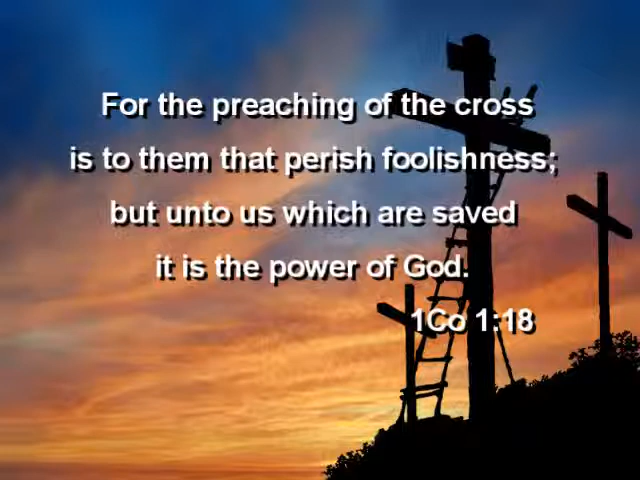 For the preaching of the cross
is to them that perish foolishness;
but unto us which are saved
it is the power of God.
1Co 1:18